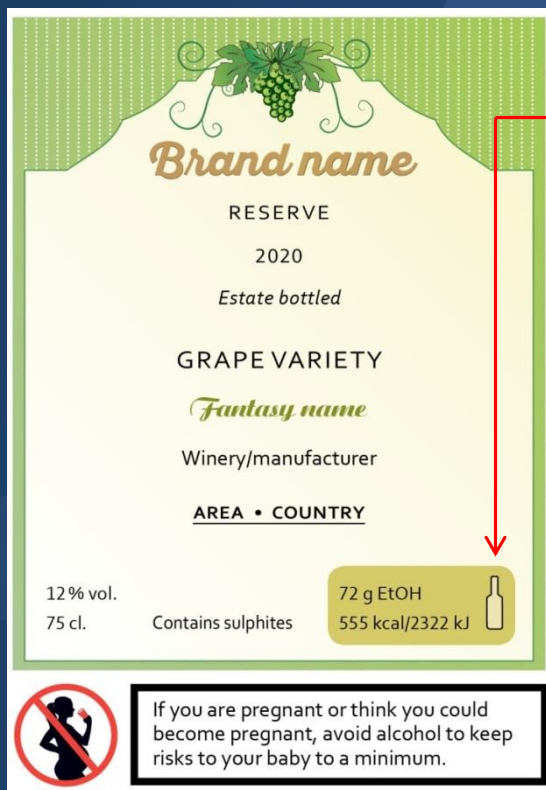 Brand name
RESERVE
2020
Estate bottled
GRAPE VARIETY
Fantasy name
Winery/manufacturer
AREA • COUNTRY
12% vol.
75 cl.
Contains sulphites
72 g EtOH
555 kcal/2322 kJ
If you are pregnant or think you could
become pregnant, avoid alcohol to keep
risks to your baby to a minimum.